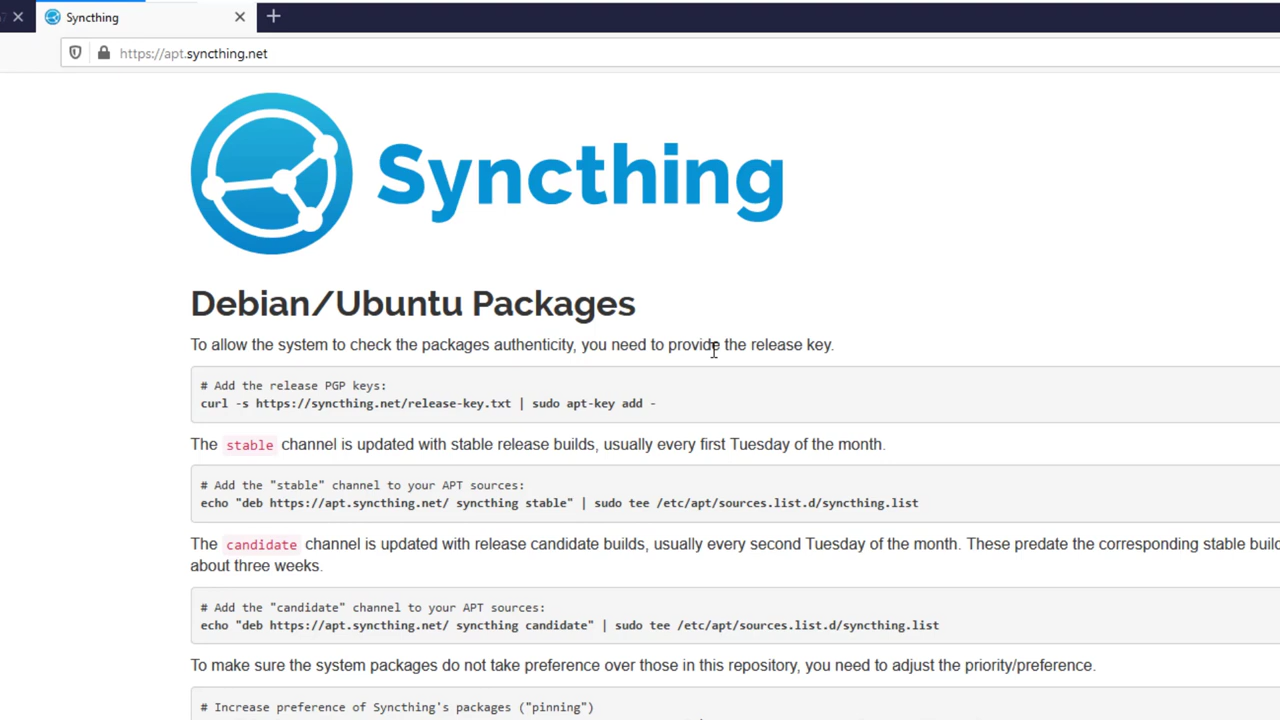 Syncthing
https://apt.syncthing.net
Syncthing
Debian/Ubuntu Packages
To allow the system to check the packages authenticity, you need to provide the release key.
# Add the release PGP keys:
curl -s https://syncthing.net/release-key.txt | sudo apt-key add -
The stable channel is updated with stable release builds, usually every first Tuesday of the month.
# Add the "stable" channel to your APT sources:
echo "deb https://apt.syncthing.net/ syncthing stable" | sudo tee /etc/apt/sources.list.d/syncthing.list
The candidate channel is updated with release candidate builds, usually every second Tuesday of the month. These predate the corresponding stable build
about three weeks.
# Add the "candidate" channel to your APT sources:
echo "deb https://apt.syncthing.net/ syncthing candidate" | sudo tee /etc/apt/sources.list.d/syncthing.list
To make sure the system packages do not take preference over those in this repository, you need to adjust the priority/preference.
# Increase preference of Syncthing's packages ("pinning")